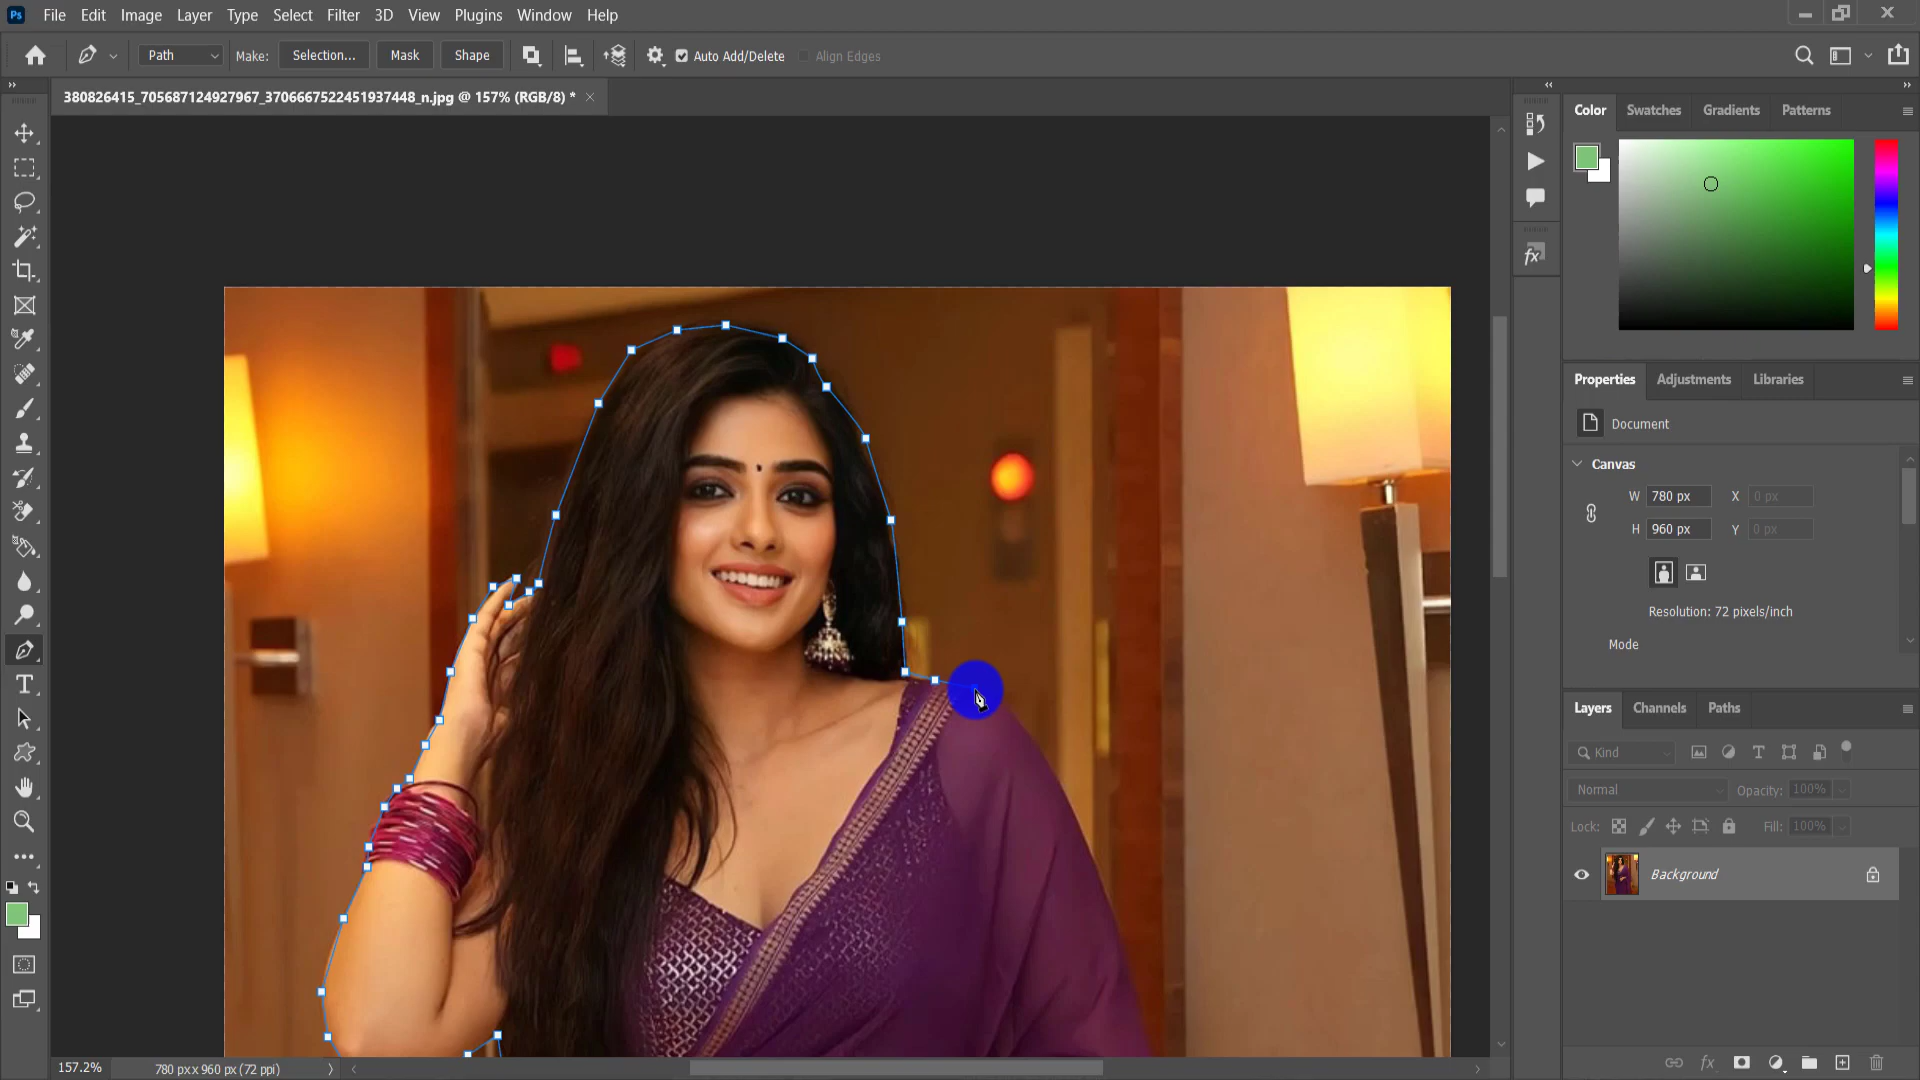 Ps File Edit Image Layer Type Select Filter 3D View Plugins Window Help
Path Make: Selection... Mask Shape Auto Add/Delete Align Edges
380826415_705687124927967_3706667522451937448_n.jpg @ 157% (RGB/8) * ×
Color Swatches Gradients Patterns
Properties Adjustments Libraries
Document
Canvas
W 780 px X 0 px
H 960 px Y 0 px
Resolution: 72 pixels/inch
Mode
Layers Channels Paths
Kind
Normal Opacity: 100%
Lock: Fill: 100%
Background
fx
fx
157.2% 780 px x 960 px (72 ppi)